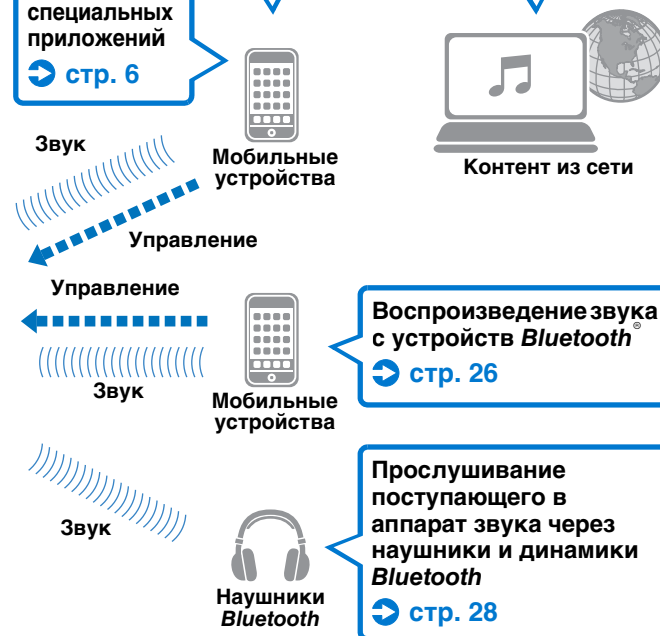 специальных
приложений
стр. 6
Звук
Мобильные
устройства
Контент из сети
Управление
Управление
Звук
Мобильные
устройства
Воспроизведение звука
с устройств Bluetooth®
стр. 26
Звук
Наушники
Bluetooth
Прослушивание
поступающего в
аппарат звука через
наушники и динамики
Bluetooth
стр. 28